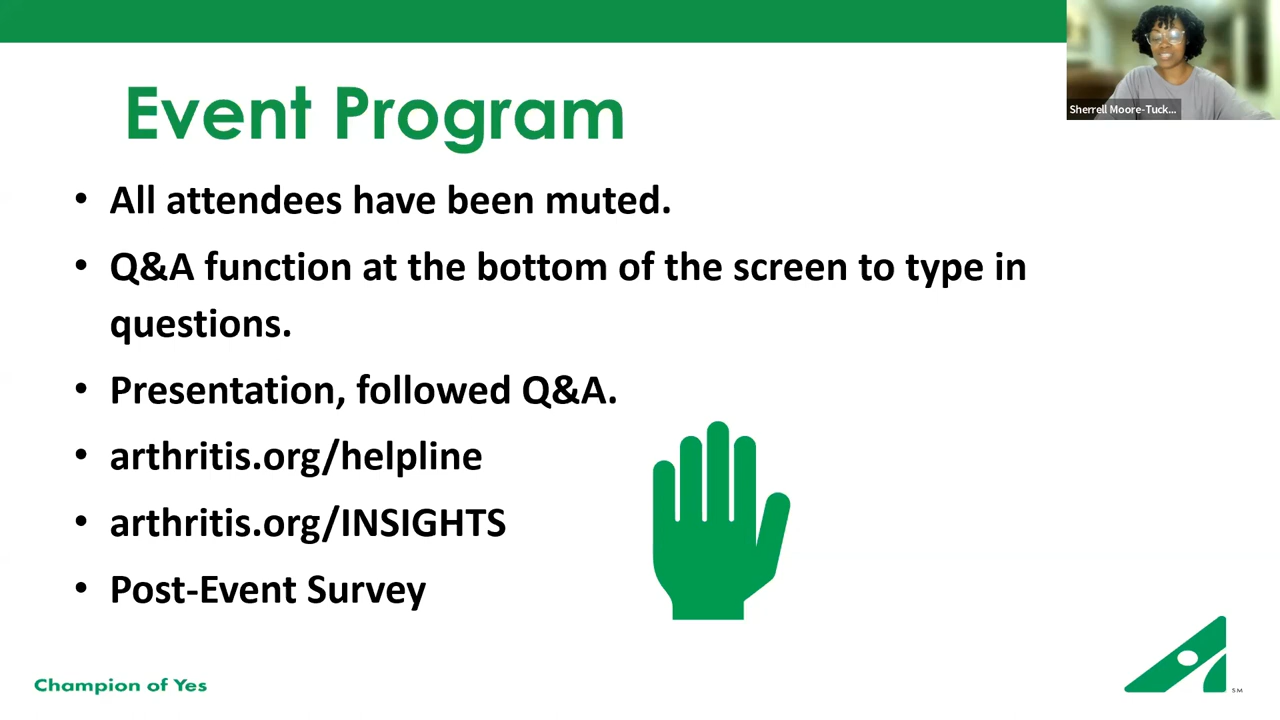 Sherrell Moore-Tuck...
Event Program
• All attendees have been muted.
• Q&A function at the bottom of the screen to type in
questions.
• Presentation, followed Q&A.
• arthritis.org/helpline
• arthritis.org/INSIGHTS
• Post-Event Survey
Champion of Yes
SM